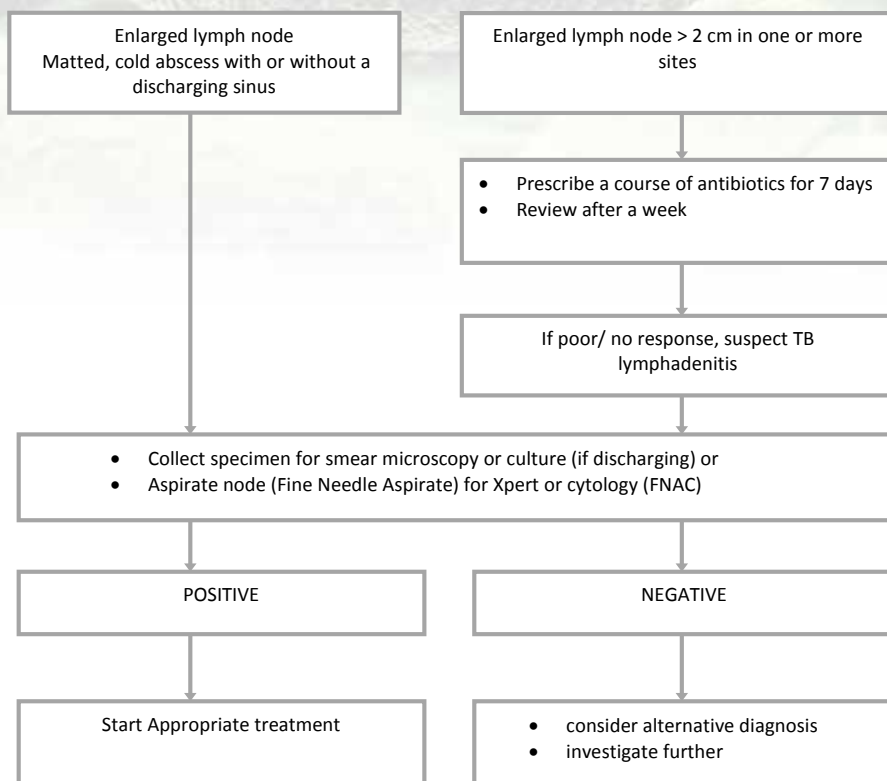 Enlarged lymph node
Matted, cold abscess with or without a
discharging sinus
Enlarged lymph node > 2 cm in one or more
sites
• Prescribe a course of antibiotics for 7 days
• Review after a week
If poor/ no response, suspect TB
lymphadenitis
• Collect specimen for smear microscopy or culture (if discharging) or
• Aspirate node (Fine Needle Aspirate) for Xpert or cytology (FNAC)
POSITIVE
NEGATIVE
Start Appropriate treatment
• consider alternative diagnosis
• investigate further